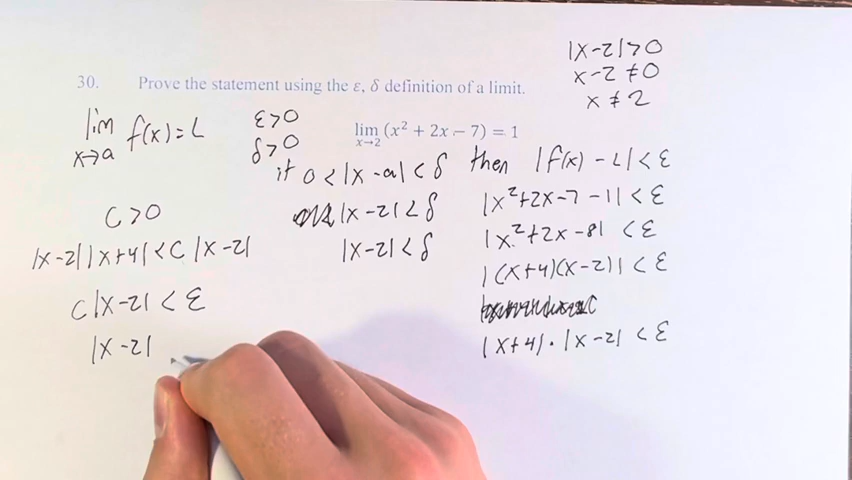 |x-2|>0
x-2≠0
x≠2
30. Prove the statement using the ε, δ definition of a limit.
lim x→a f(x)=L
ε>0
δ>0
lim x→2 (x² + 2x − 7) = 1
if 0<|x-a|<δ then |f(x)-L|<ε
|x-2|<δ
|x-2|<δ
|x²+2x-7-1|<ε
|x²+2x-8|<ε
|(x+4)(x-2)|<ε
|x+4|·|x-2|<ε
C>0
|x-2||x+4|<C|x-2|
C|x-2|<ε
|x-2|